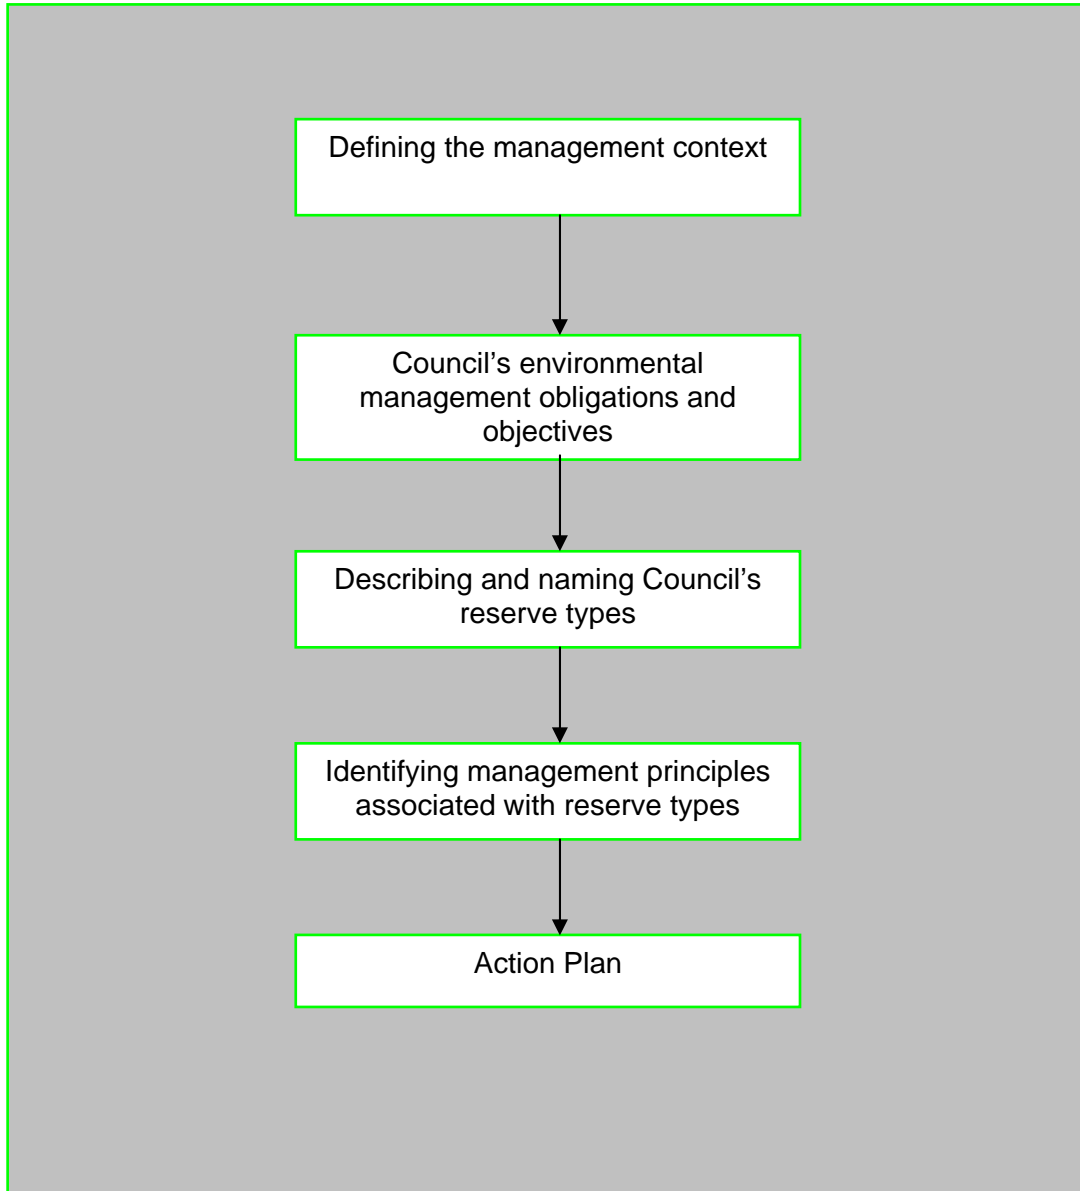 Defining the management context
Council’s environmental
management obligations and
objectives
Describing and naming Council’s
reserve types
Identifying management principles
associated with reserve types
Action Plan